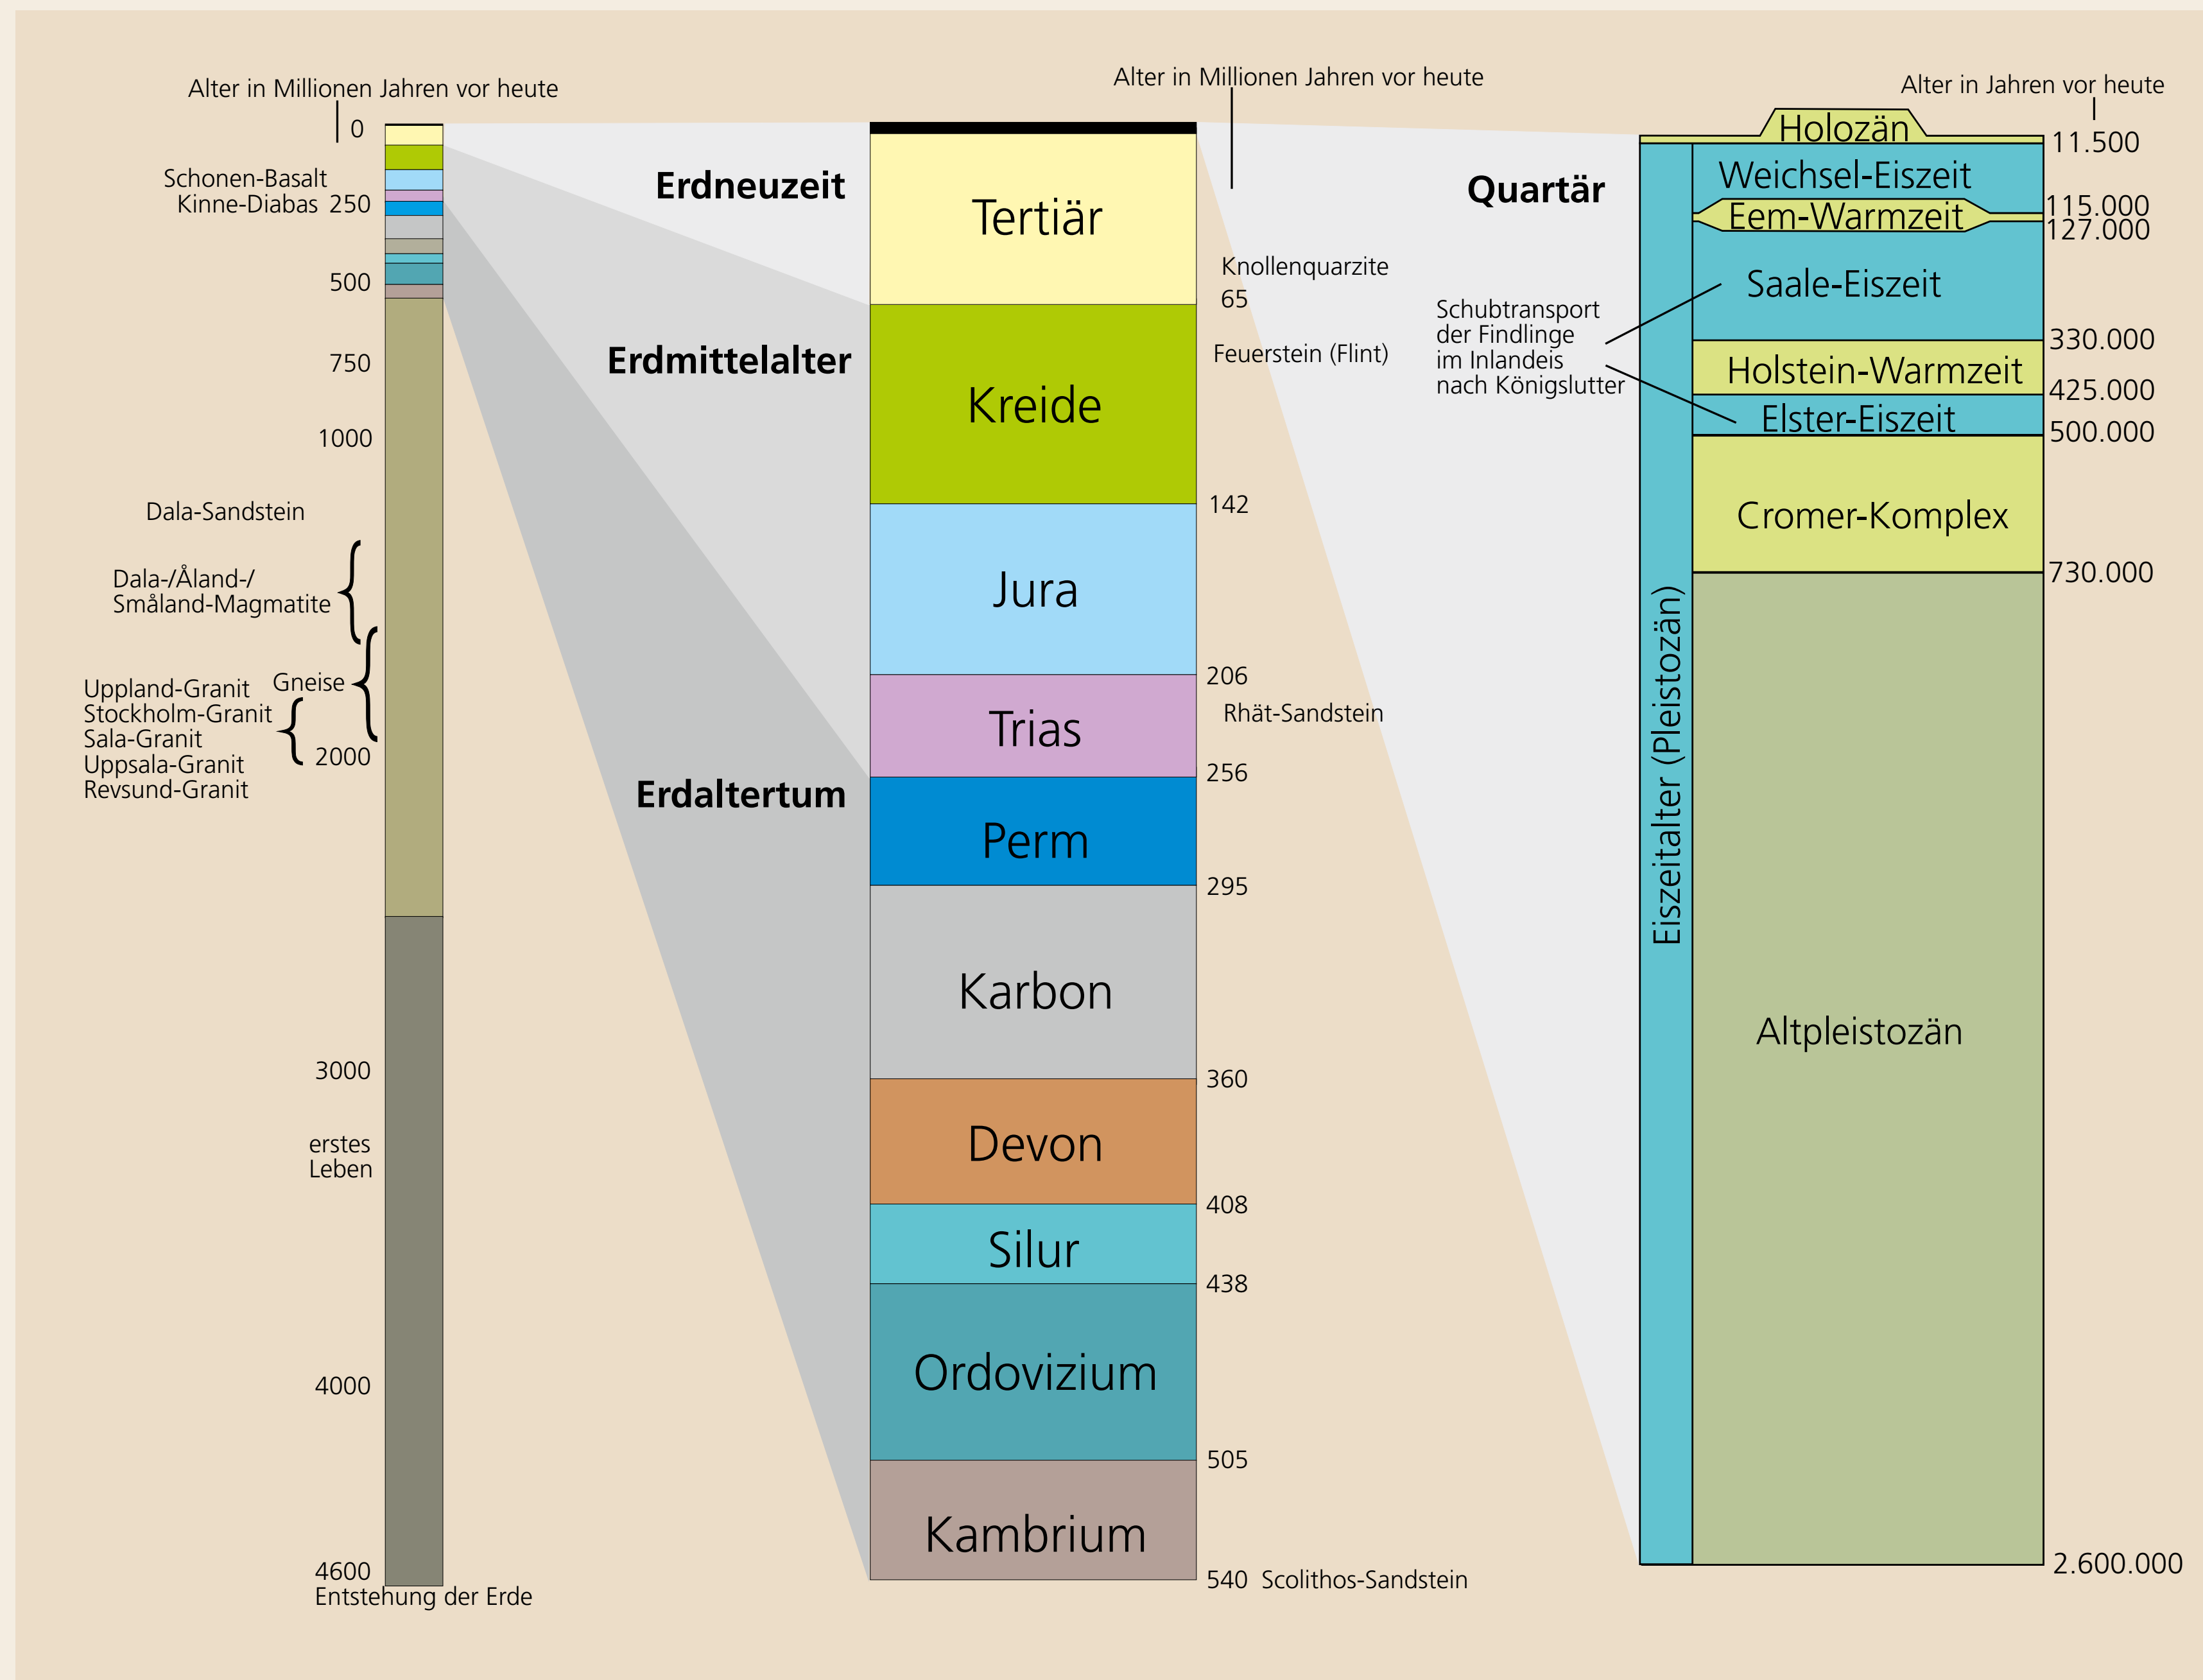 Alter in Millionen Jahren vor heute
0
Schonen-Basalt
Kinne-Diabas
250
500
750
1000
Dala-Sandstein
Dala-/Åland-/
Småland-Magmatite
Gneise
Uppland-Granit
Stockholm-Granit
Sala-Granit
Uppsala-Granit
Revsund-Granit
2000
3000
erstes
Leben
4000
4600
Entstehung der Erde
Erdneuzeit
Erdmittelalter
Erdaltertum
Alter in Millionen Jahren vor heute
Tertiär
Knollenquarzite
65
Kreide
Feuerstein (Flint)
142
Jura
206
Trias
Rhät-Sandstein
256
Perm
295
Karbon
360
Devon
408
Silur
438
Ordovizium
505
Kambrium
540 Scolithos-Sandstein
Quartär
Schubtransport
der Findlinge
im Inlandeis
nach Königslutter
Alter in Jahren vor heute
Eiszeitalter (Pleistozän)
Holozän
11.500
Weichsel-Eiszeit
115.000
Eem-Warmzeit
127.000
Saale-Eiszeit
330.000
Holstein-Warmzeit
425.000
Elster-Eiszeit
500.000
Cromer-Komplex
730.000
Altpleistozän
2.600.000